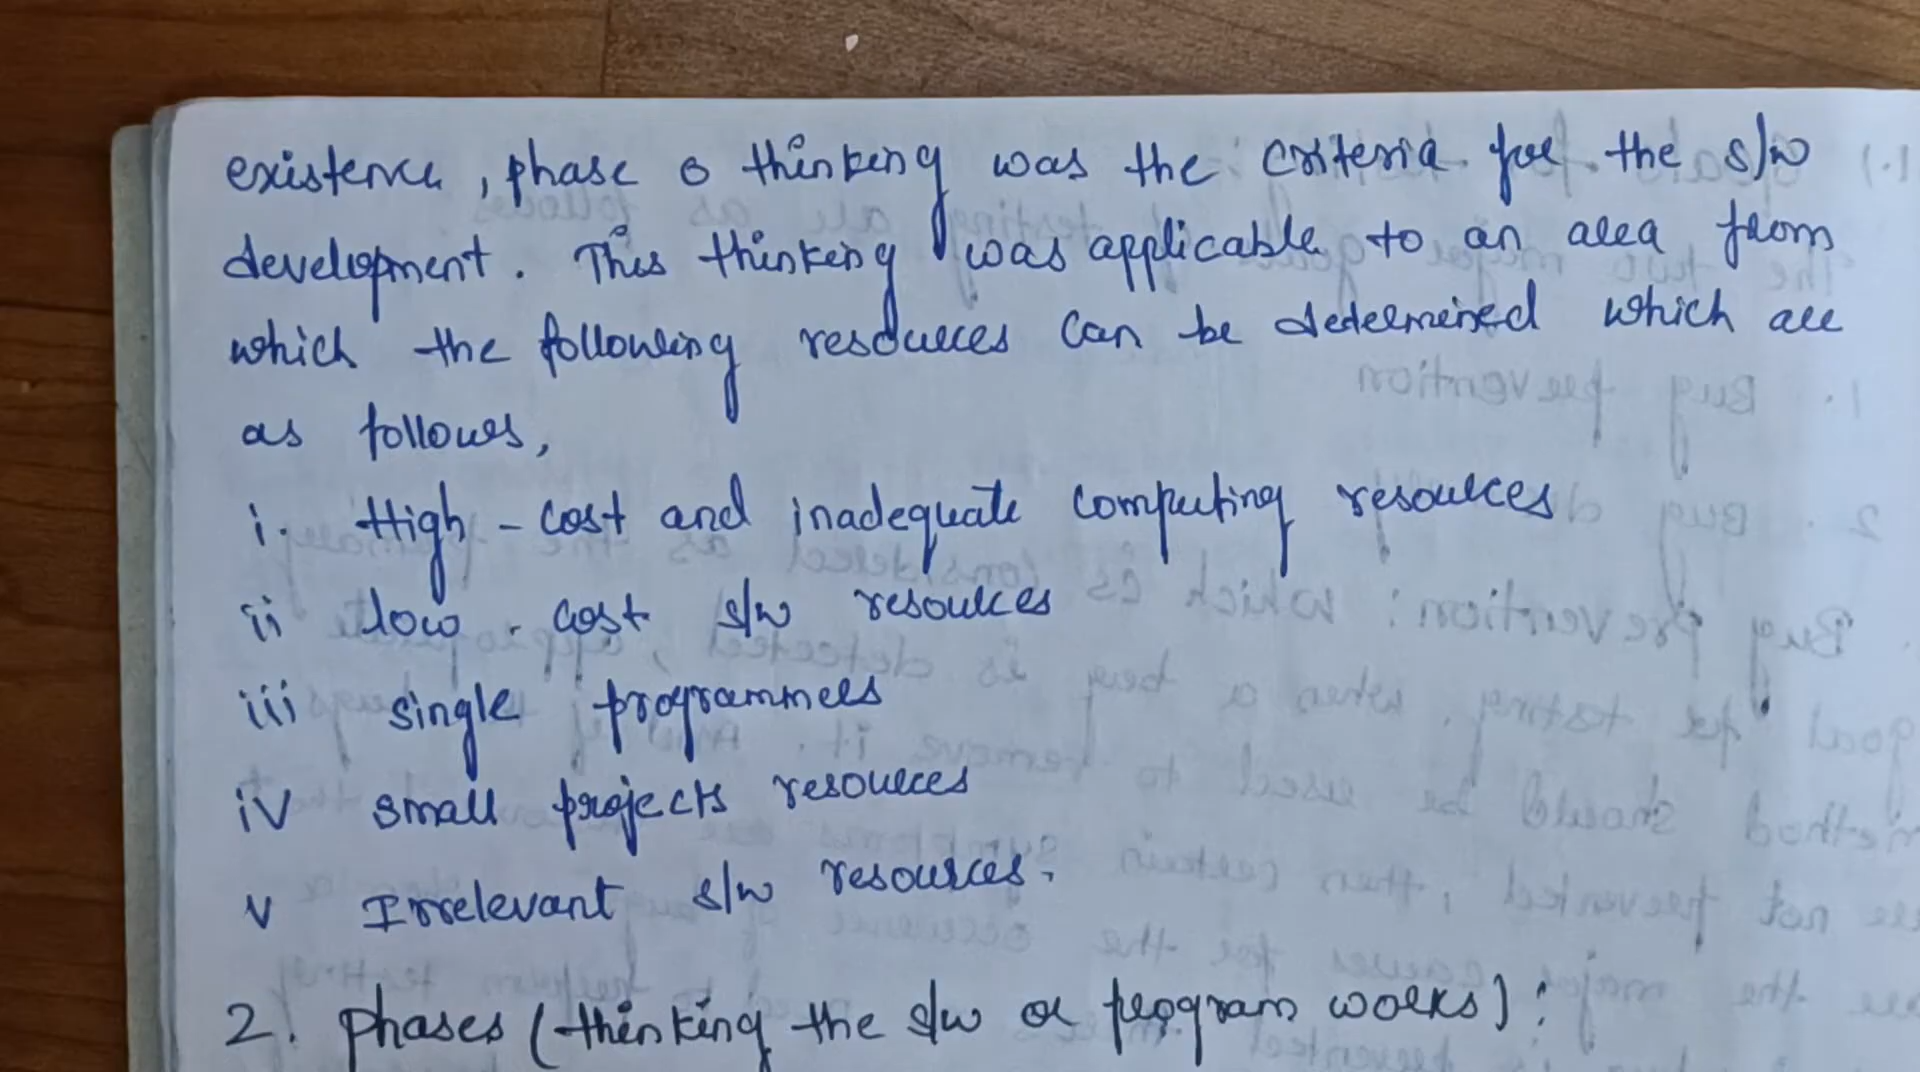 existence, phase 0 thinking was the criteria for the s/w
development. This thinking was applicable to an area from
which the following resources can be determined which are
as follows,
i. High-cost and inadequate computing resources
ii low-cost s/w resources
iii single programmers
iv small projects resources
v Irrelevant s/w resources.
2. phases (thinking the s/w or program works):